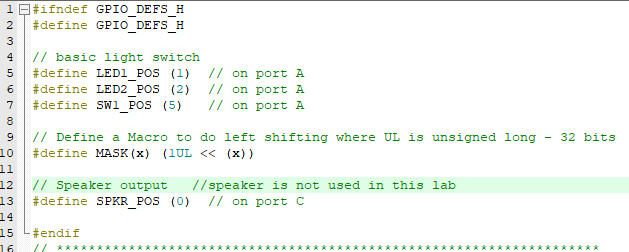 1 #ifndef GPIO_DEFS_H
2 #define GPIO_DEFS_H
3
4 // basic light switch
5 #define LED1_POS (1) // on port A
6 #define LED2_POS (2) // on port A
7 #define SW1_POS (5) // on port A
8
9 // Define a Macro to do left shifting where UL is unsigned long - 32 bits
10 #define MASK(x) (1UL << (x))
11
12 // Speaker output //speaker is not used in this lab
13 #define SPKR_POS (0) // on port C
14
15 #endif
16 // *********************************************************************